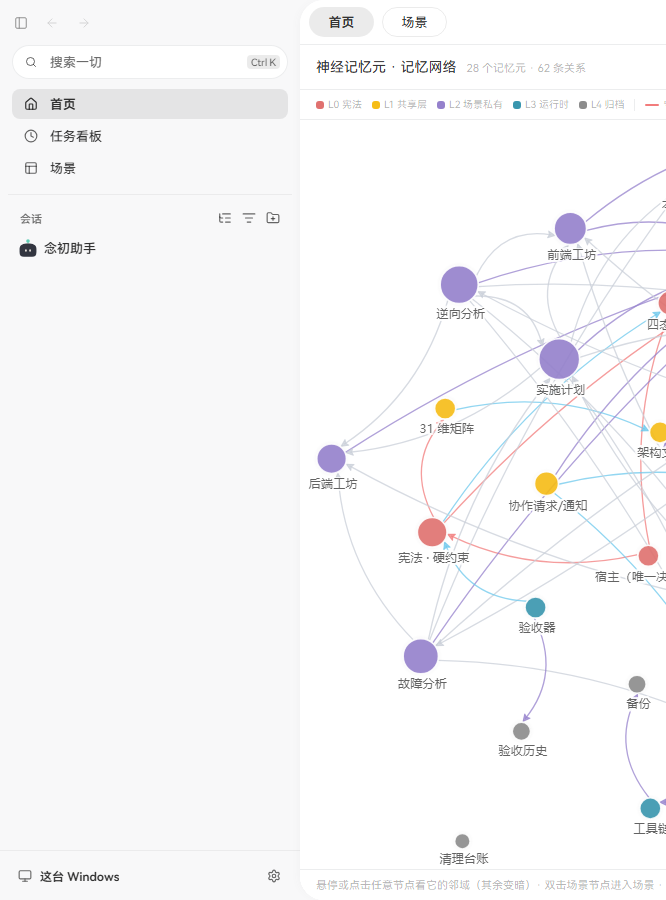 首页 场景
搜索一切 Ctrl K
神经记忆元 · 记忆网络 28 个记忆元 · 62 条关系
首页
L0 宪法 L1 共享层 L2 场景私有 L3 运行时 L4 归档
任务看板
场景
会话
念初助手
前端工坊
逆向分析
四态
实施计划
31 维矩阵
架构文
后端工坊
协作请求/通知
宪法 · 硬约束
宿主（唯一决
验收器
故障分析
备份
验收历史
工具链
清理台账
这台 Windows
悬停或点击任意节点看它的邻域（其余变暗）· 双击场景节点进入场景 ·